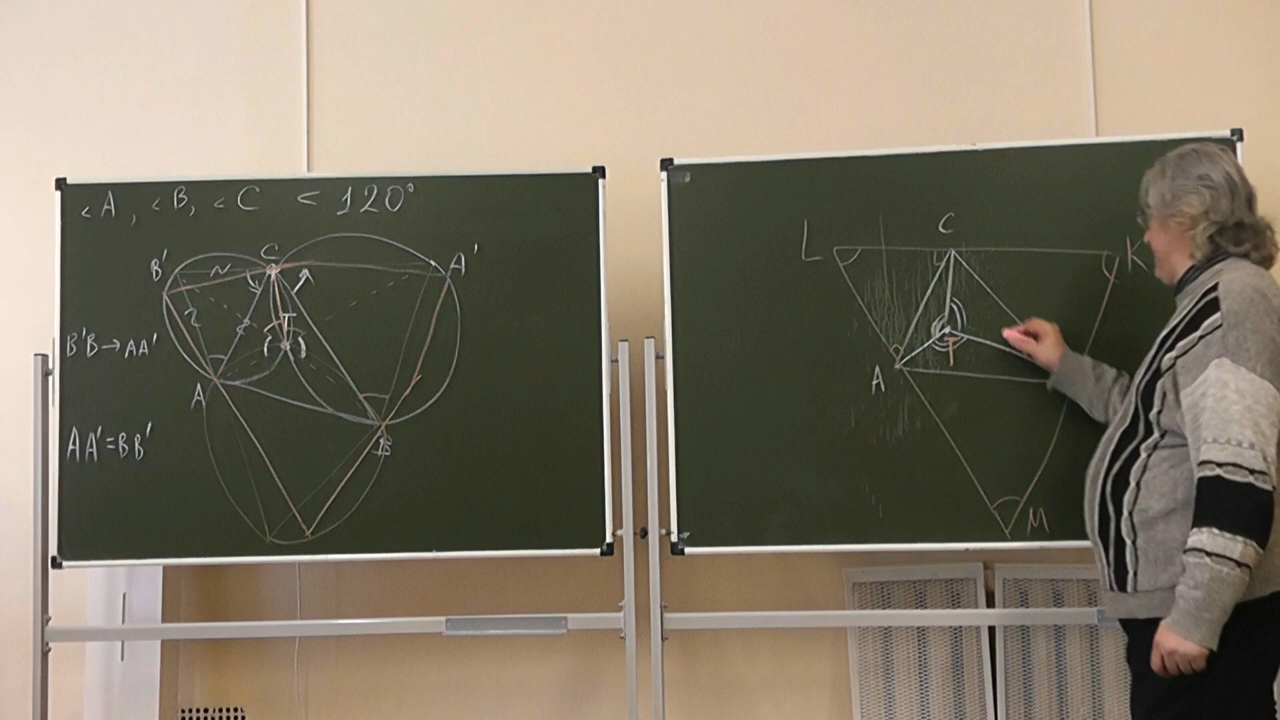 ∠A, ∠B, ∠C < 120°
B' C A'
T
B'B → AA'
A
AA' = BB'
B
C
L K
T
A
M